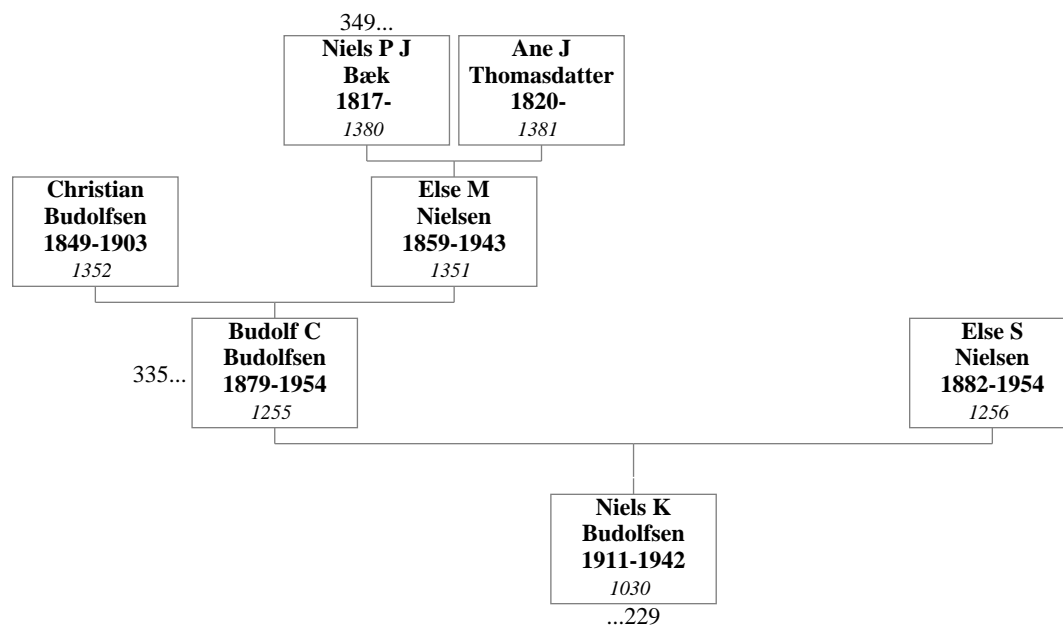 349...
Niels P J
Bæk
1817-
1380
Ane J
Thomasdatter
1820-
1381
Christian
Budolfsen
1849-1903
1352
Else M
Nielsen
1859-1943
1351
335...
Budolf C
Budolfsen
1879-1954
1255
Else S
Nielsen
1882-1954
1256
Niels K
Budolfsen
1911-1942
1030
...229